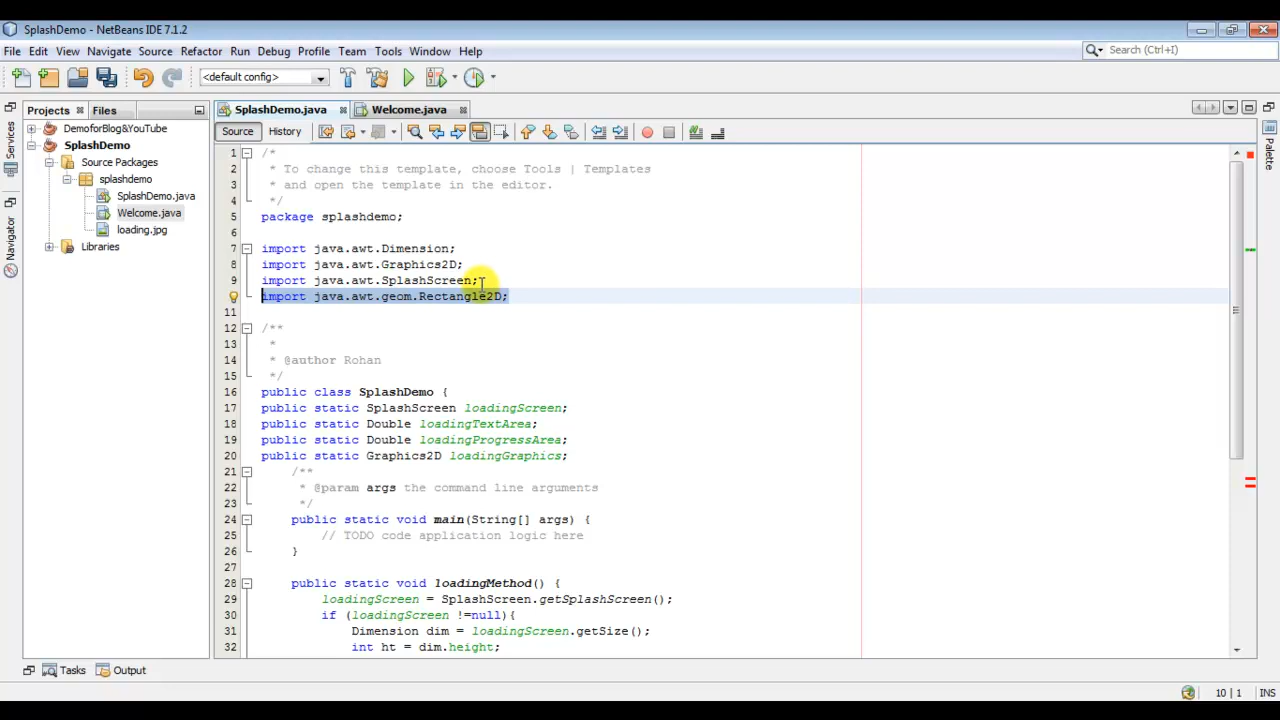 SplashDemo - NetBeans IDE 7.1.2
File Edit View Navigate Source Refactor Run Debug Profile Team Tools Window Help
Search (Ctrl+I)
<default config>
Projects Files
SplashDemo.java Welcome.java
Services
Navigator
Palette
DemoforBlog&YouTube
SplashDemo
Source Packages
splashdemo
SplashDemo.java
Welcome.java
loading.jpg
Libraries
Source History
1 /*
2 * To change this template, choose Tools | Templates
3 * and open the template in the editor.
4 */
5 package splashdemo;
6
7 import java.awt.Dimension;
8 import java.awt.Graphics2D;
9 import java.awt.SplashScreen;
import java.awt.geom.Rectangle2D;
11
12 /**
13 *
14 * @author Rohan
15 */
16 public class SplashDemo {
17 public static SplashScreen loadingScreen;
18 public static Double loadingTextArea;
19 public static Double loadingProgressArea;
20 public static Graphics2D loadingGraphics;
21 /**
22 * @param args the command line arguments
23 */
24 public static void main(String[] args) {
25 // TODO code application logic here
26 }
27
28 public static void loadingMethod() {
29 loadingScreen = SplashScreen.getSplashScreen();
30 if (loadingScreen !=null){
31 Dimension dim = loadingScreen.getSize();
32 int ht = dim.height;
Tasks Output
10 | 1 INS